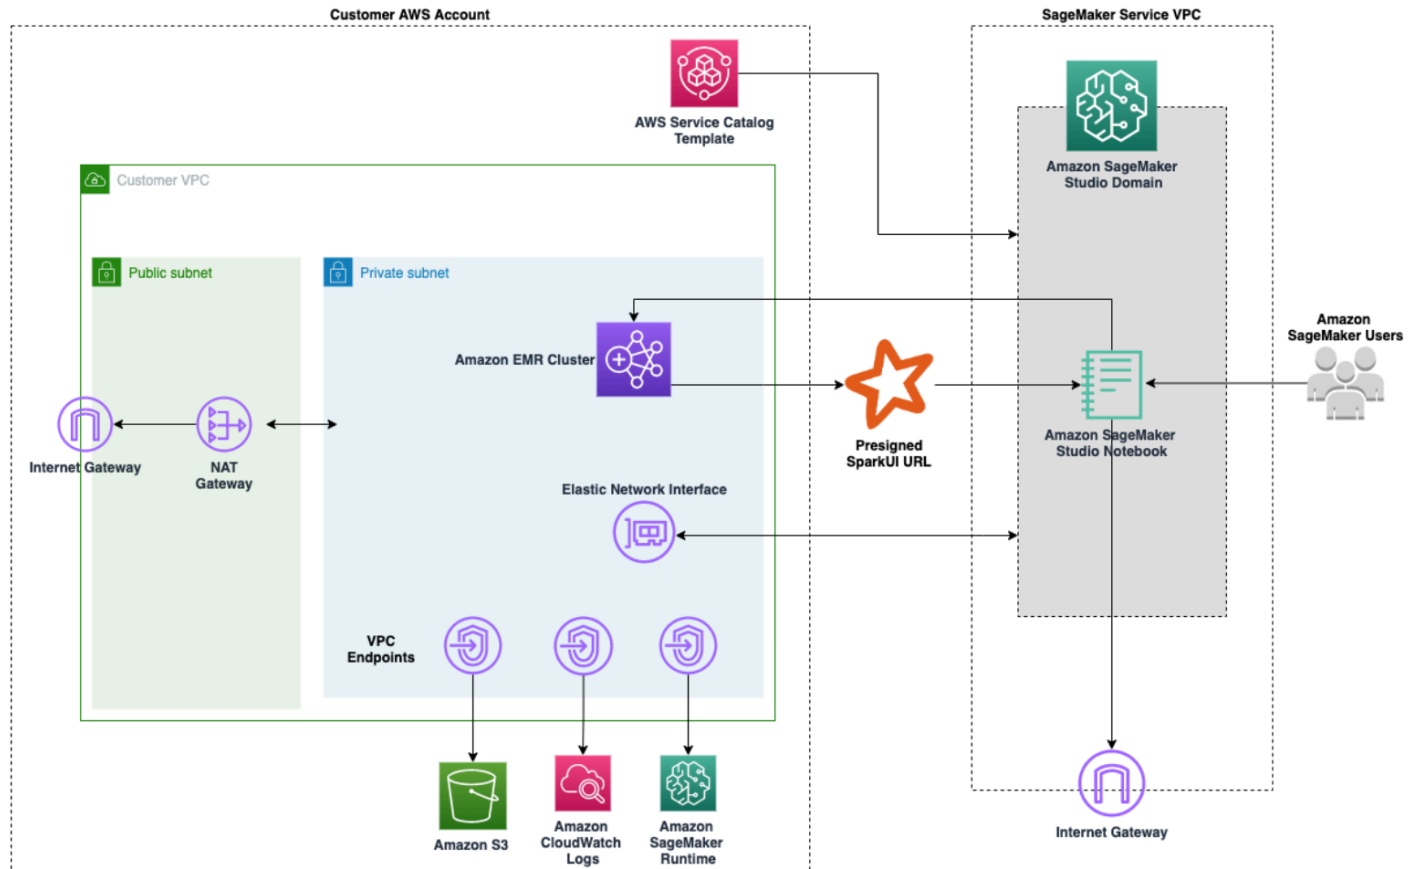 Customer AWS Account
SageMaker Service VPC
AWS Service Catalog
Template
Amazon SageMaker
Studio Domain
Customer VPC
Public subnet
Private subnet
Amazon
SageMaker Users
Amazon EMR Cluster
Presigned
SparkUI URL
Amazon SageMaker
Studio Notebook
Internet Gateway
NAT
Gateway
Elastic Network Interface
VPC
Endpoints
Amazon S3
Amazon
CloudWatch
Logs
Amazon
SageMaker
Runtime
Internet Gateway